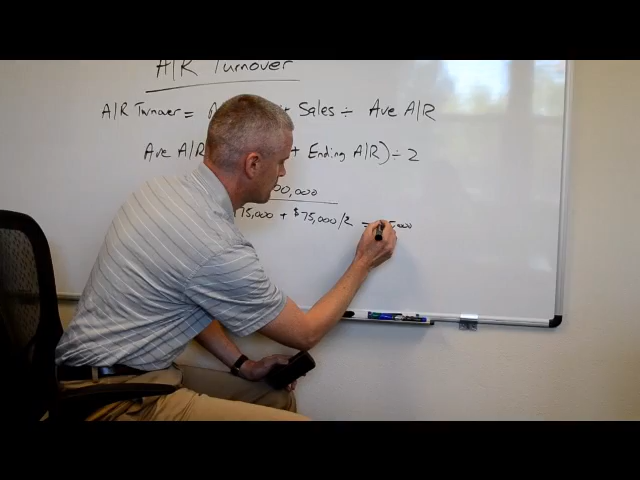 A/R Turnover
A/R Turnover = Sales ÷ Ave A/R
Ave A/R + Ending A/R) ÷ 2
00,000
75,000 + $75,000/2 =